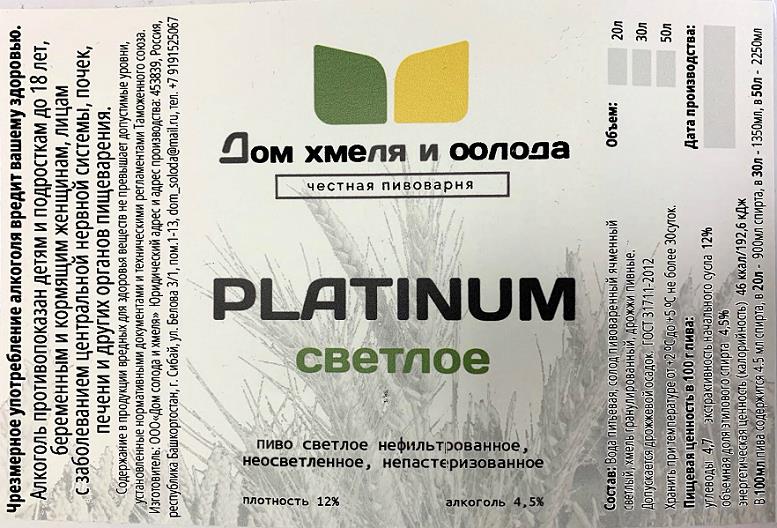 Чрезмерное употребление алкоголя вредит вашему здоровью.
Алкоголь противопоказан детям и подросткам до 18 лет,
беременным и кормящим женщинам, лицам
с заболеванием центральной нервной системы, почек,
печени и других органов пищеварения.
Содержание в продукции вредных для здоровья веществ не превышает допустимые уровни,
установленные нормативными документами и техническими регламентами Таможенного союза.
Изготовитель: ООО «Дом солода и хмеля» Юридический адрес и адрес производства: 453839, Россия,
республика Башкортостан, г. Сибай, ул. Белова 3/1, пом.1-13, dom_soloda@mail.ru, тел. +7 9191525067
Дом хмеля и солода
честная пивоварня
PLATINUM
светлое
пиво светлое нефильтрованное,
неосветленное, непастеризованное
плотность 12% алкоголь 4,5%
Объем: 20л
30л
50л
Дата производства:
Состав: Вода питьевая, солод пивоваренный ячменный
светлый, хмель гранулированный, дрожжи пивные.
Допускается дрожжевой осадок. ГОСТ 31711-2012
Хранить при температуре от +2 °С до +5 °С не более 30суток.
Пищевая ценность в 100 г пива:
углеводы 4,7 экстрактивность начального сусла 12%
объемная доля этилового спирта 4,5%
энергетическая ценность (калорийность) 46 ккал/192,6 кДж
В 100мл пива содержится 4.5 мл спирта, в 20л - 900мл спирта, в 30л - 1350мл, в 50л - 2250мл